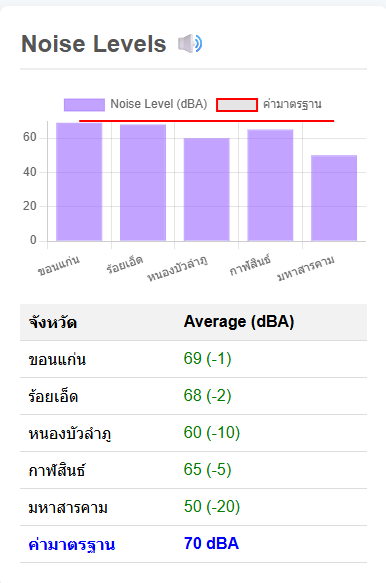 Noise Levels 🔊
Noise Level (dBA) ค่ามาตรฐาน
60
40
20
0
ขอนแก่น ร้อยเอ็ด หนองบัวลำภู กาฬสินธุ์ มหาสารคาม
จังหวัด Average (dBA)
ขอนแก่น 69 (-1)
ร้อยเอ็ด 68 (-2)
หนองบัวลำภู 60 (-10)
กาฬสินธุ์ 65 (-5)
มหาสารคาม 50 (-20)
ค่ามาตรฐาน 70 dBA